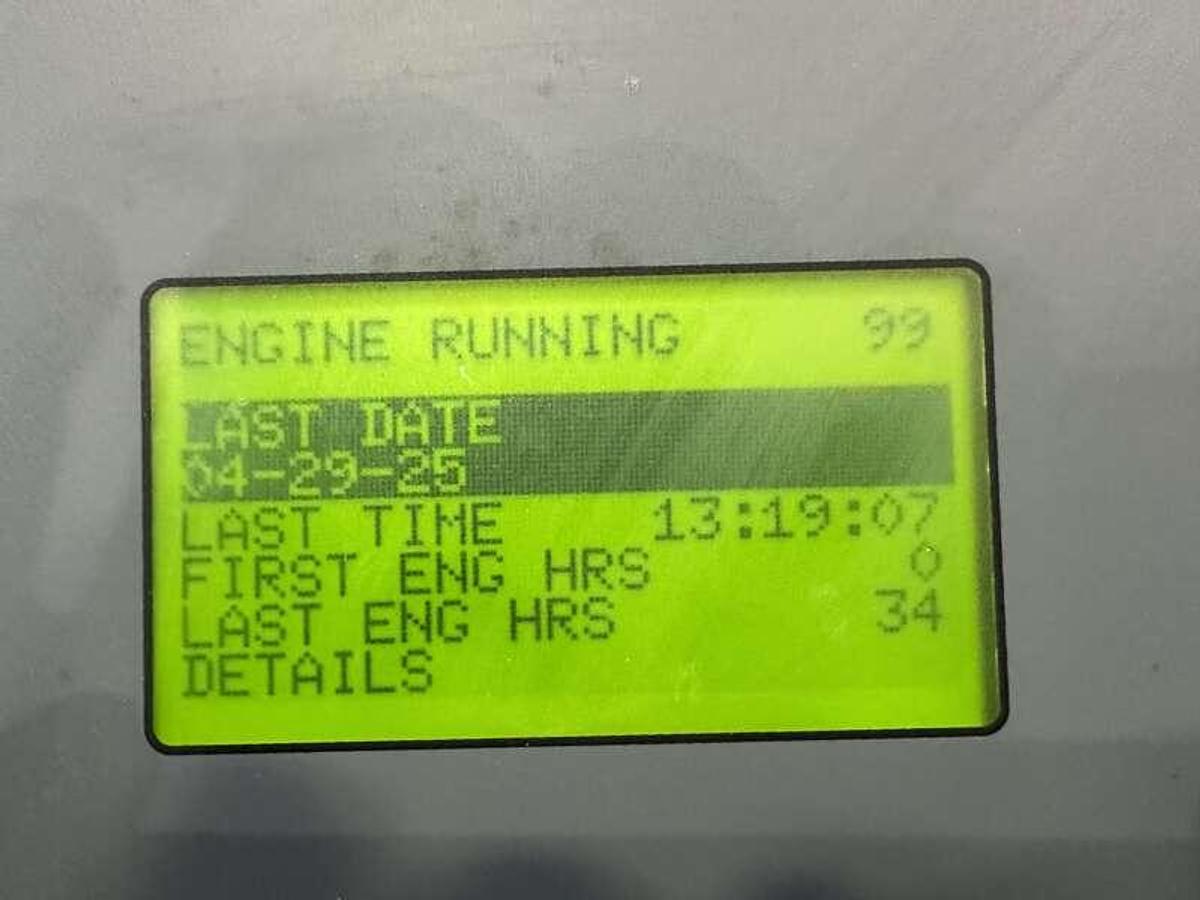 ENGINE RUNNING 99
LAST DATE
04-29-25
LAST TIME 13:19:07
FIRST ENG HRS 0
LAST ENG HRS 34
DETAILS